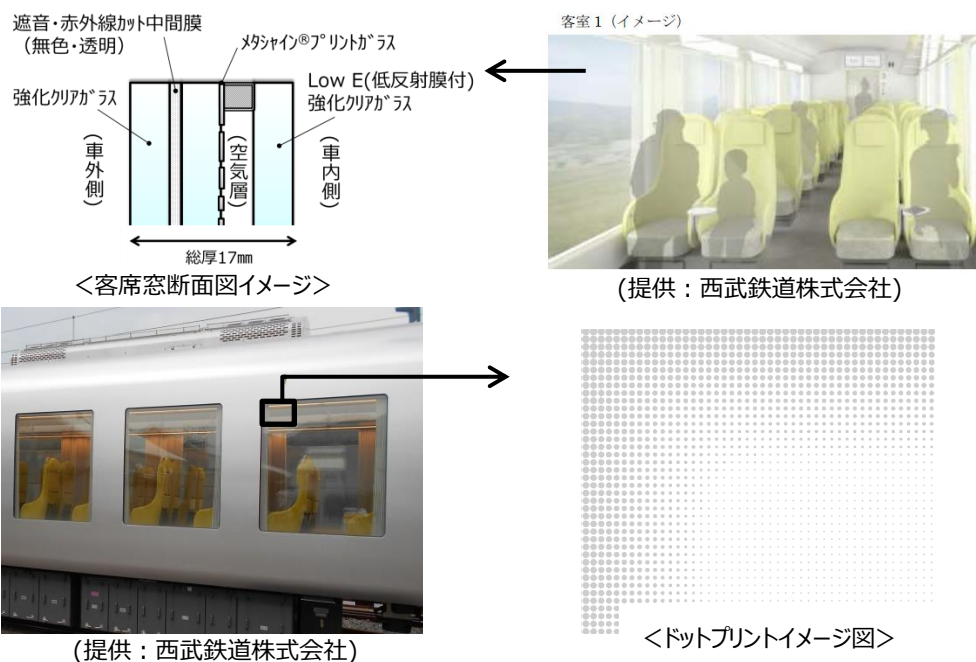 遮音・赤外線ｶｯﾄ中間膜
（無色・透明）
ﾒﾀｼｬｲﾝ®ﾌﾟﾘﾝﾄｶﾞﾗｽ
強化ｸﾘｱｶﾞﾗｽ
Low E(低反射膜付)
強化ｸﾘｱｶﾞﾗｽ
(車外側)
(空気層)
(車内側)
総厚17㎜
<客席窓断面図イメージ>
客室１（イメージ）
(提供：西武鉄道株式会社)
(提供：西武鉄道株式会社)
<ドットプリントイメージ図>